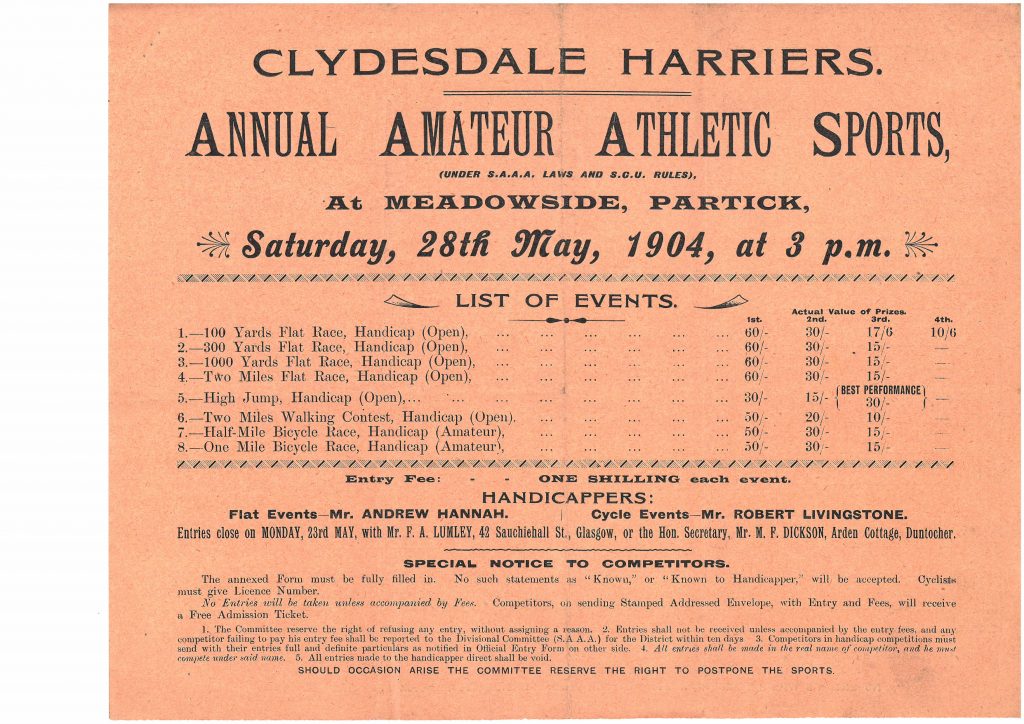 CLYDESDALE HARRIERS.
ANNUAL AMATEUR ATHLETIC SPORTS,
(UNDER S.A.A.A. LAWS AND S.C.U. RULES),
At MEADOWSIDE, PARTICK,
Saturday, 28th May, 1904, at 3 p.m.
LIST OF EVENTS.
Actual Value of Prizes.
1st. 2nd. 3rd. 4th.
1.—100 Yards Flat Race, Handicap (Open), ... ... ... ... ... 60/- 30/- 17/6 10/6
2.—300 Yards Flat Race, Handicap (Open), ... ... ... ... ... 60/- 30/- 15/- —
3.—1000 Yards Flat Race, Handicap (Open), ... ... ... ... ... 60/- 30/- 15/- —
4.—Two Miles Flat Race, Handicap (Open), ... ... ... ... ... 60/- 30/- 15/- —
5.—High Jump, Handicap (Open),... ... ... ... ... ... ... 30/- 15/- {BEST PERFORMANCE 30/-} —
6.—Two Miles Walking Contest, Handicap (Open). ... ... ... ... ... 50/- 20/- 10/- —
7.—Half-Mile Bicycle Race, Handicap (Amateur), ... ... ... ... ... 50/- 30/- 15/- —
8.—One Mile Bicycle Race, Handicap (Amateur), ... ... ... ... ... 50/- 30/- 15/- —
Entry Fee: - - ONE SHILLING each event.
HANDICAPPERS:
Flat Events—Mr. ANDREW HANNAH. | Cycle Events—Mr. ROBERT LIVINGSTONE.
Entries close on MONDAY, 23rd MAY, with Mr. F. A. LUMLEY, 42 Sauchiehall St., Glasgow, or the Hon. Secretary, Mr. M. F. DICKSON, Arden Cottage, Duntocher.
SPECIAL NOTICE TO COMPETITORS.
The annexed Form must be fully filled in. No such statements as "Known," or "Known to Handicapper," will be accepted. Cyclists
must give Licence Number.
No Entries will be taken unless accompanied by Fees. Competitors, on sending Stamped Addressed Envelope, with Entry and Fees, will receive
a Free Admission Ticket.
1. The Committee reserve the right of refusing any entry, without assigning a reason. 2. Entries shall not be received unless accompanied by the entry fees, and any
competitor failing to pay his entry fee shall be reported to the Divisional Committee (S.A.A.A.) for the District within ten days 3. Competitors in handicap competitions must
send with their entries full and definite particulars as notified in Official Entry Form on other side. 4. All entries shall be made in the real name of competitor, and he must
compete under said name. 5. All entries made to the handicapper direct shall be void.
SHOULD OCCASION ARISE THE COMMITTEE RESERVE THE RIGHT TO POSTPONE THE SPORTS.